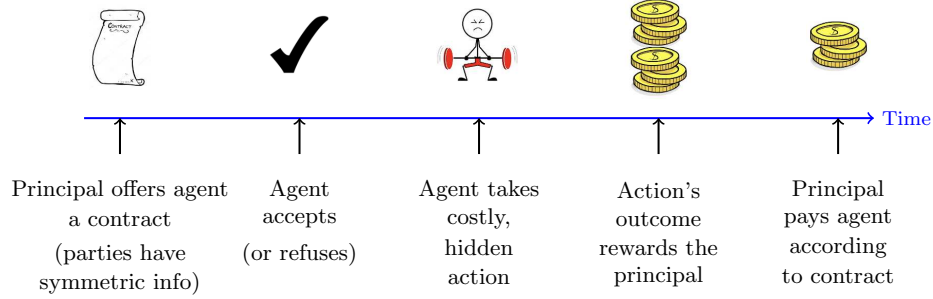 CONTRACT
Time
Principal offers agent
a contract
(parties have
symmetric info)
Agent
accepts
(or refuses)
Agent takes
costly,
hidden
action
Action's
outcome
rewards the
principal
Principal
pays agent
according
to contract